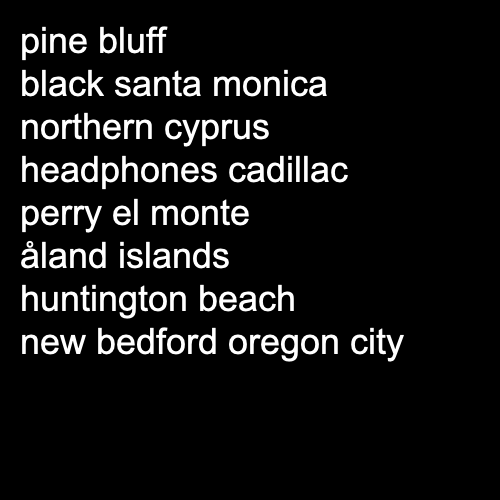 pine bluff
black santa monica
northern cyprus
headphones cadillac
perry el monte
åland islands
huntington beach
new bedford oregon city